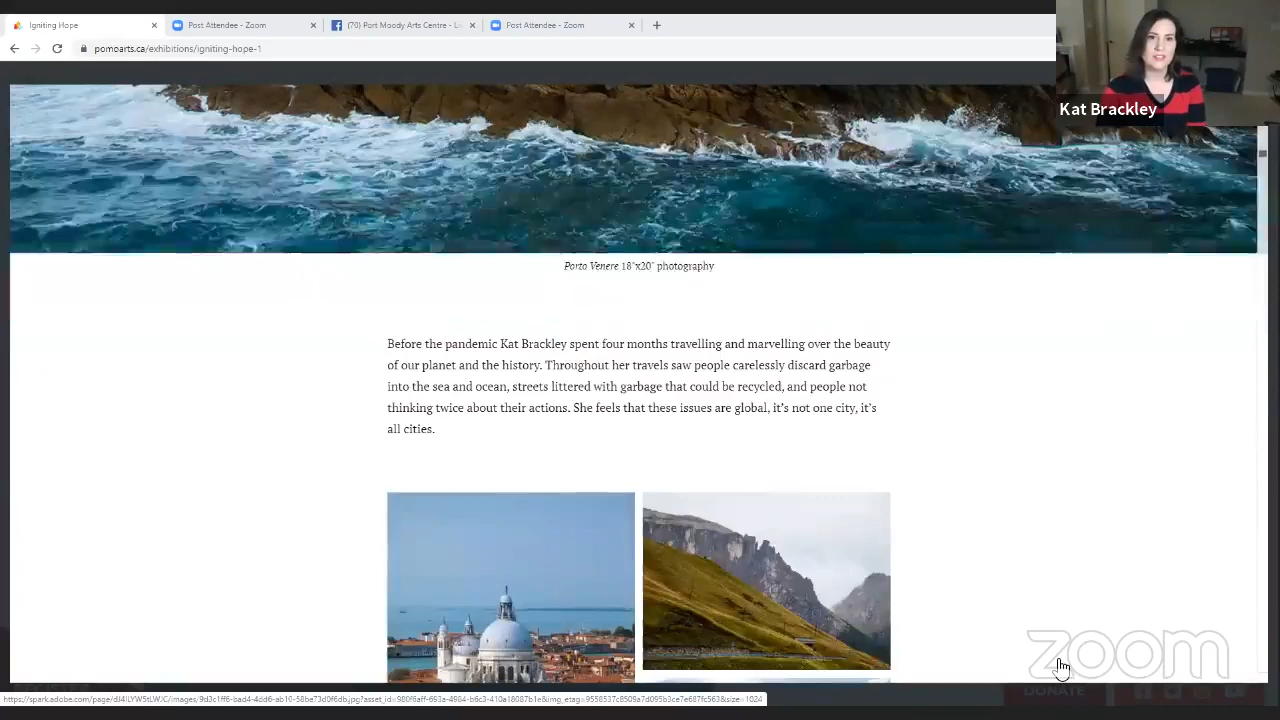 Igniting Hope
Post Attendee - Zoom
(70) Port Moody Arts Centre - Li
Post Attendee - Zoom
pomoarts.ca/exhibitions/igniting-hope-1
Kat Brackley
Porto Venere 18"x20" photography
Before the pandemic Kat Brackley spent four months travelling and marvelling over the beauty
of our planet and the history. Throughout her travels saw people carelessly discard garbage
into the sea and ocean, streets littered with garbage that could be recycled, and people not
thinking twice about their actions. She feels that these issues are global, it's not one city, it's
all cities.
zoom
DONATE